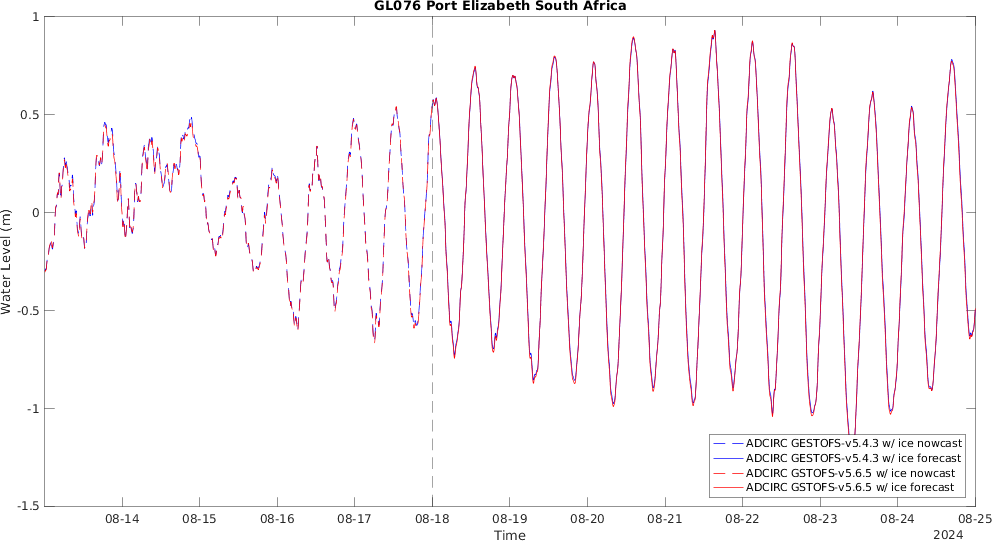 GL076 Port Elizabeth South Africa
1
0.5
0
-0.5
-1
-1.5
Water Level (m)
ADCIRC GESTOFS-v5.4.3 w/ ice nowcast
ADCIRC GESTOFS-v5.4.3 w/ ice forecast
ADCIRC GSTOFS-v5.6.5 w/ ice nowcast
ADCIRC GSTOFS-v5.6.5 w/ ice forecast
08-14 08-15 08-16 08-17 08-18 08-19 08-20 08-21 08-22 08-23 08-24 08-25
Time
2024